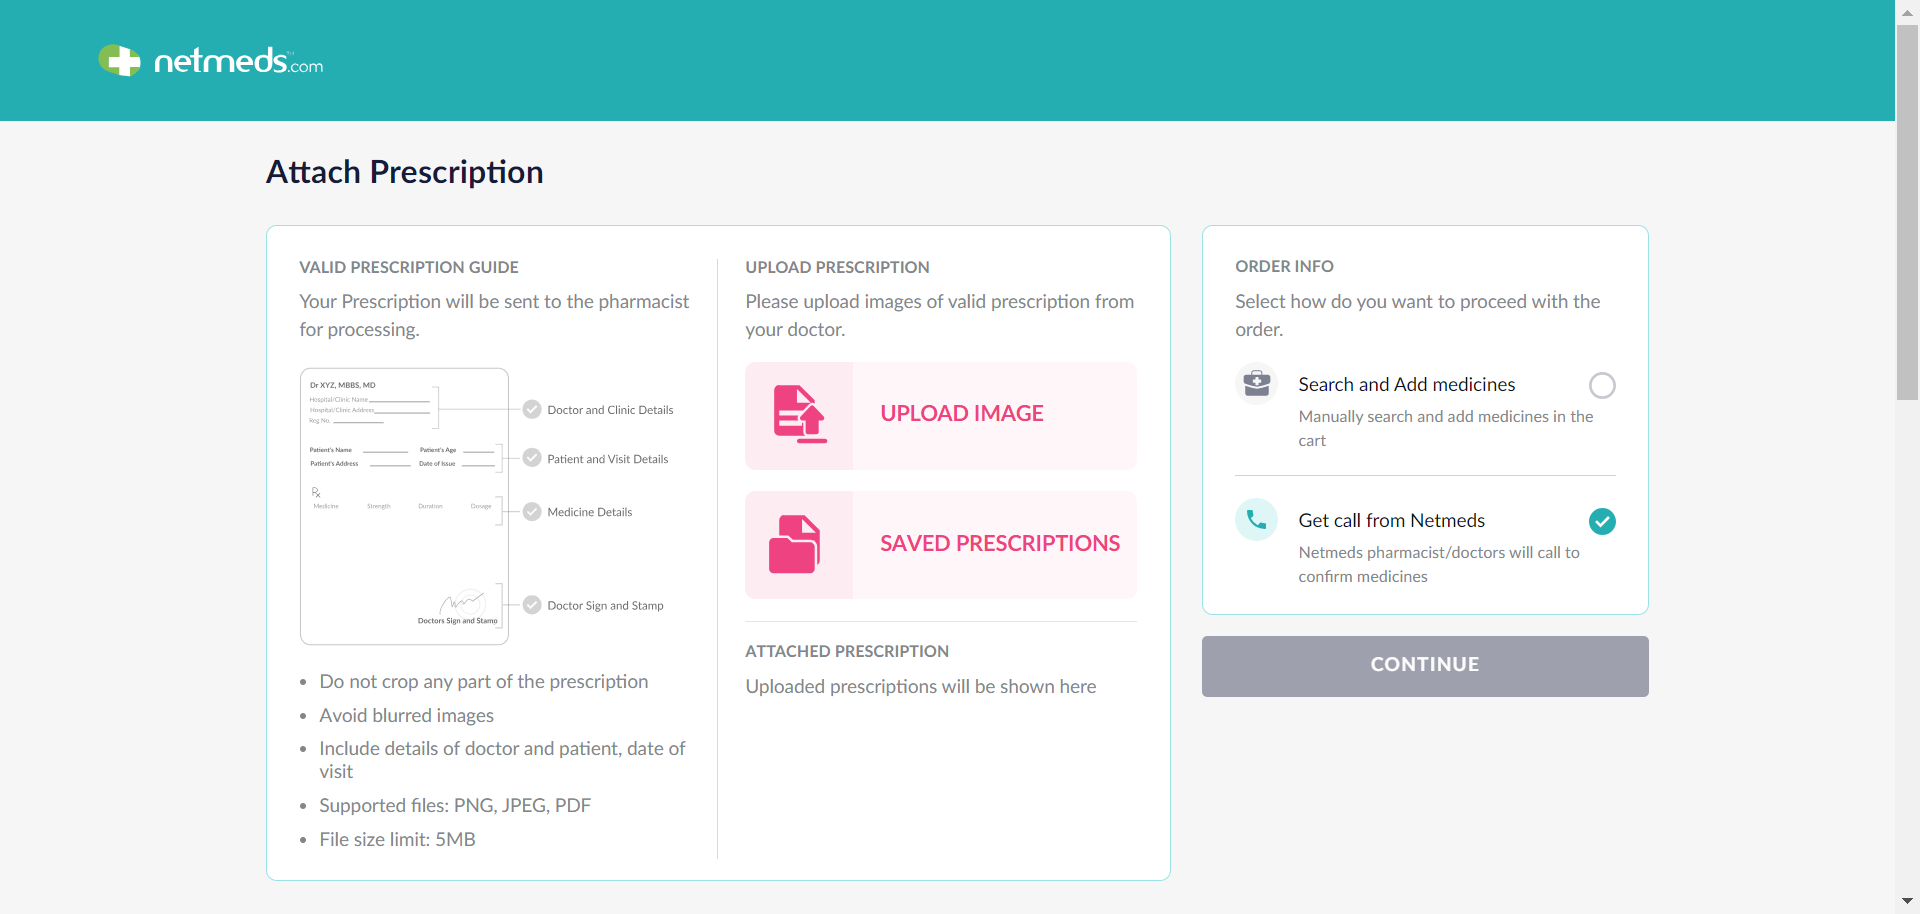 netmeds.com
Attach Prescription
VALID PRESCRIPTION GUIDE
Your Prescription will be sent to the pharmacist
for processing.
Dr XYZ, MBBS, MD
Hospital/Clinic Name
Hospital/Clinic Address
Reg No.
Patient's Name
Patient's Age
Patient's Address
Date of Issue
Rx
Medicine Strength Duration Dosage
Doctors Sign and Stamp
Doctor and Clinic Details
Patient and Visit Details
Medicine Details
Doctor Sign and Stamp
• Do not crop any part of the prescription
• Avoid blurred images
• Include details of doctor and patient, date of
visit
• Supported files: PNG, JPEG, PDF
• File size limit: 5MB
UPLOAD PRESCRIPTION
Please upload images of valid prescription from
your doctor.
UPLOAD IMAGE
SAVED PRESCRIPTIONS
ATTACHED PRESCRIPTION
Uploaded prescriptions will be shown here
ORDER INFO
Select how do you want to proceed with the
order.
Search and Add medicines
Manually search and add medicines in the
cart
Get call from Netmeds
Netmeds pharmacist/doctors will call to
confirm medicines
CONTINUE